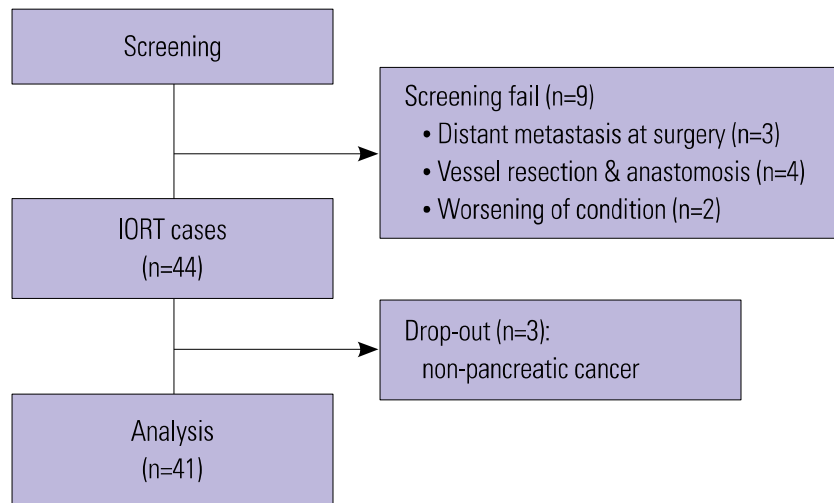 Screening
Screening fail (n=9)
• Distant metastasis at surgery (n=3)
• Vessel resection & anastomosis (n=4)
• Worsening of condition (n=2)
IORT cases
(n=44)
Drop-out (n=3):
non-pancreatic cancer
Analysis
(n=41)